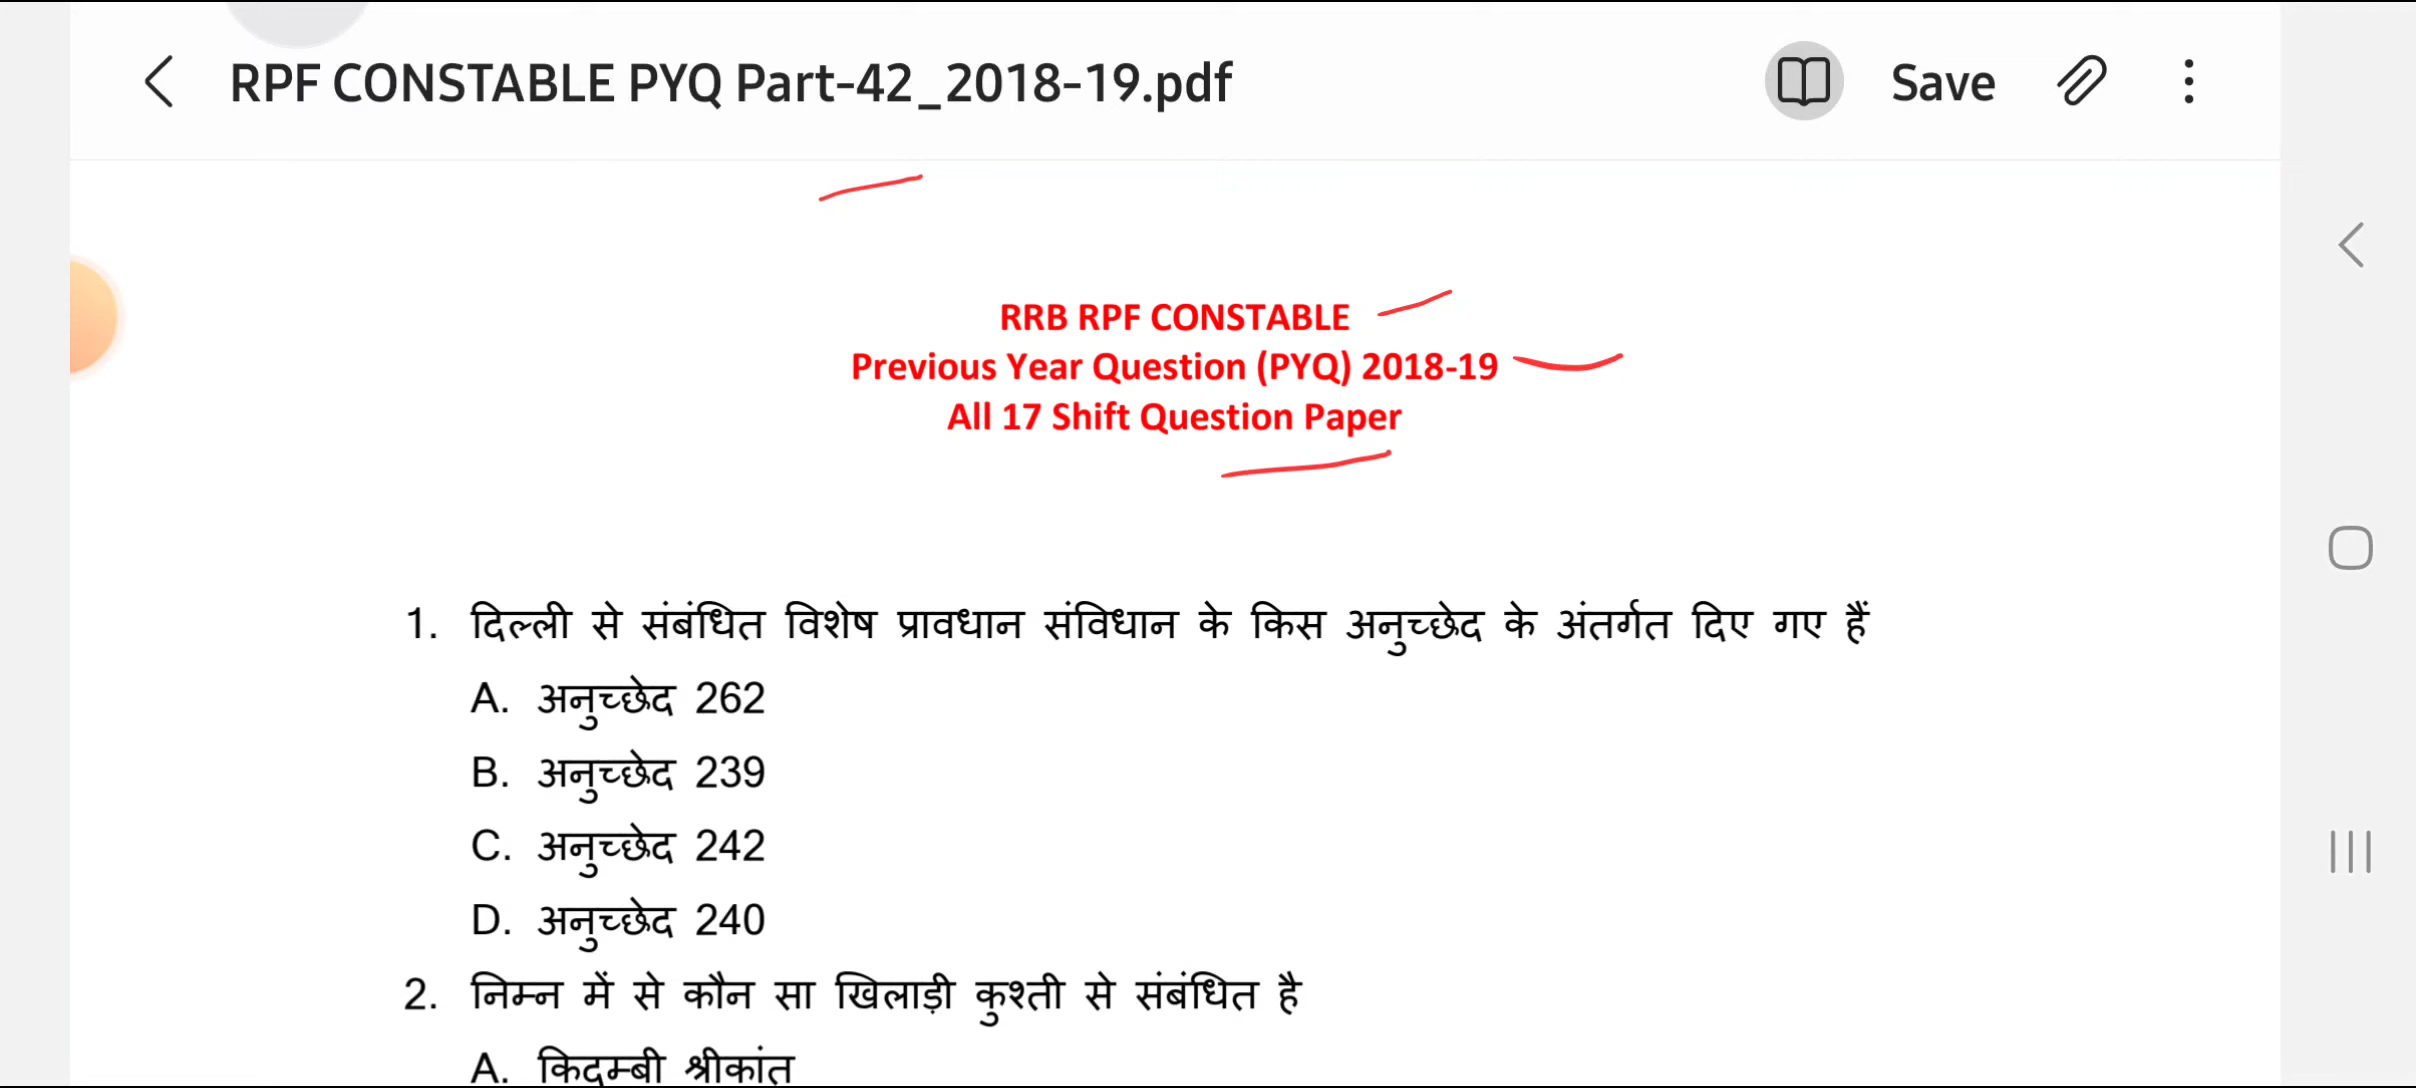 RPF CONSTABLE PYQ Part-42_2018-19.pdf
Save
RRB RPF CONSTABLE
Previous Year Question (PYQ) 2018-19
All 17 Shift Question Paper
1. दिल्ली से संबंधित विशेष प्रावधान संविधान के किस अनुच्छेद के अंतर्गत दिए गए हैं
A. अनुच्छेद 262
B. अनुच्छेद 239
C. अनुच्छेद 242
D. अनुच्छेद 240
2. निम्न में से कौन सा खिलाड़ी कुश्ती से संबंधित है
A. किदम्बी श्रीकांत